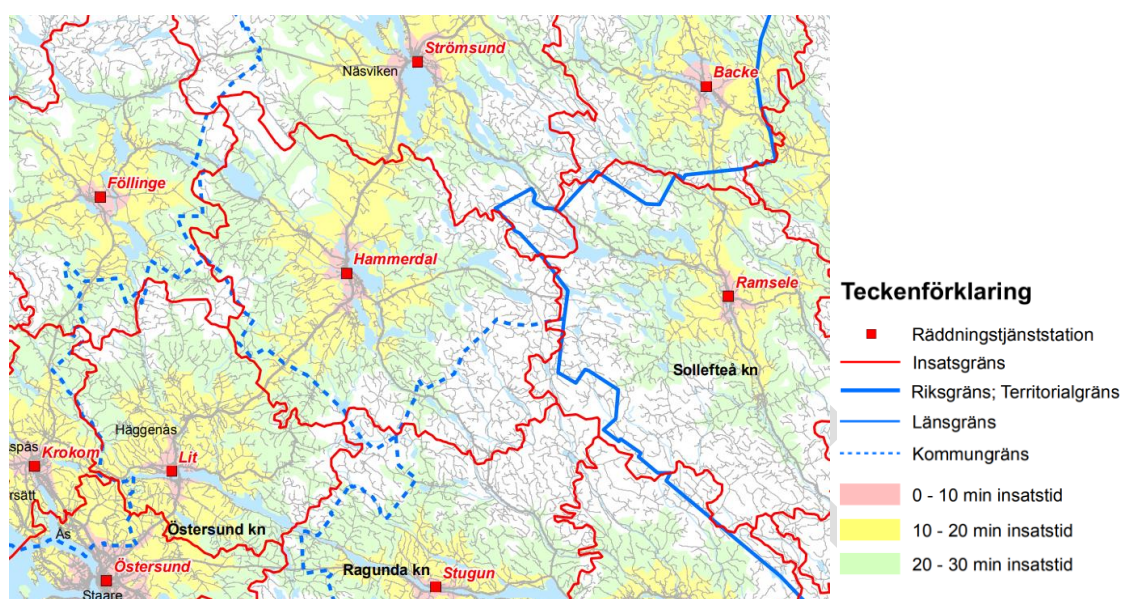 Strömsund
Näsviken
Backe
Föllinge
Hammerdal
Ramsele
Sollefteå kn
Häggenås
spås
Krokom
Lit
rsätt
Ås
Östersund kn
Östersund
Ragunda kn
Stugun
Staare
Teckenförklaring
Räddningstjänststation
Insatsgräns
Riksgräns; Territorialgräns
Länsgräns
Kommungräns
0 - 10 min insatstid
10 - 20 min insatstid
20 - 30 min insatstid